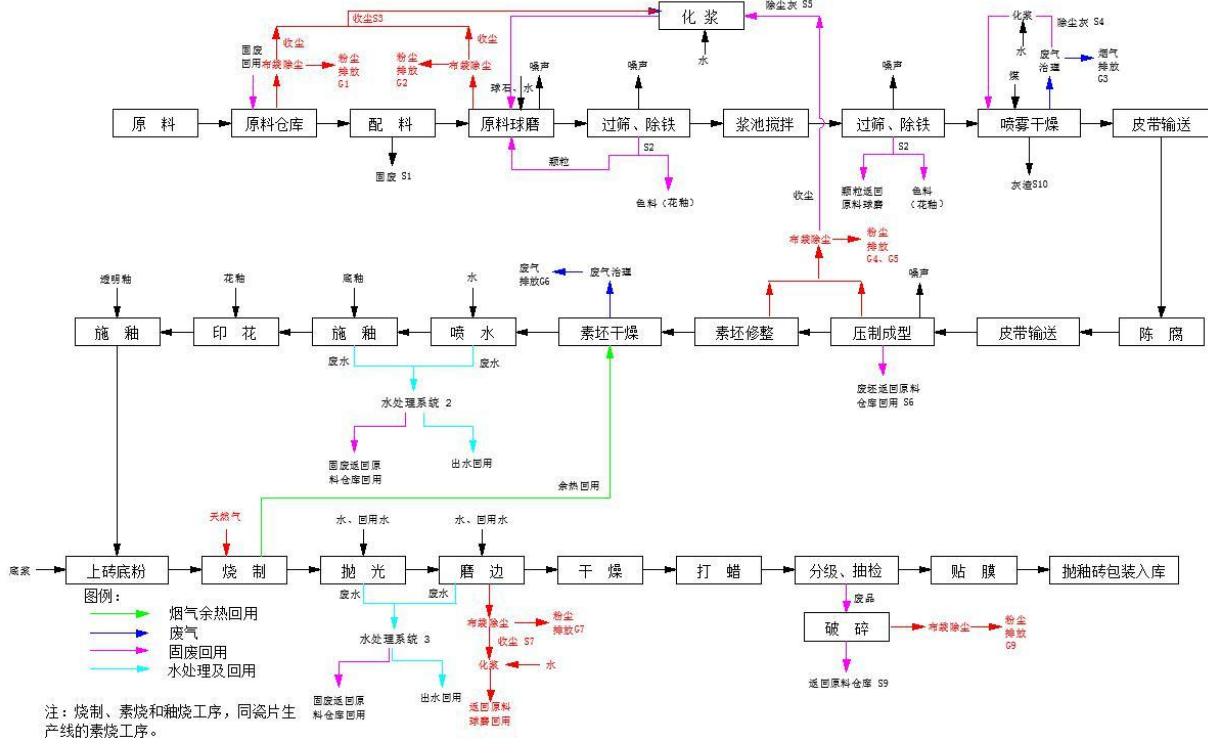 收尘S3
化 浆
除尘灰 S5
化浆
除尘灰 S4
收尘
收尘
水
水
固废
回用
布袋除尘
粉尘
排放
G1
粉尘
排放
G2
布袋除尘
噪声
球石、水
噪声
噪声
煤
废气
治理
烟气
排放
G3
原 料
原料仓库
配 料
原料球磨
过筛、除铁
浆池搅拌
过筛、除铁
喷雾干燥
皮带输送
固废 S1
颗粒
S2
色料（花釉）
收尘
S2
颗粒返回
原料球磨
色料
（花釉）
灰渣S10
布袋除尘
粉尘
排放
G4、G5
透明釉
花釉
底釉
水
废气
排放G6
废气治理
噪声
施 釉
印 花
施 釉
喷 水
素坯干燥
素坯修整
压制成型
皮带输送
陈 腐
废水
废水
水处理系统 2
废坯返回原料
仓库回用 S6
固废返回原
料仓库回用
出水回用
余热回用
天然气
水、回用水
水、回用水
底浆
上砖底粉
烧 制
抛 光
磨 边
干 燥
打 蜡
分级、抽检
贴 膜
抛釉砖包装入库
图例：
烟气余热回用
废气
固废回用
水处理及回用
废水
废水
水处理系统 3
布袋除尘
粉尘
排放G7
收尘 S7
化浆
水
固废返回原
料仓库回用
出水回用
返回原料
球磨回用
废品
破 碎
布袋除尘
粉尘
排放
G9
返回原料仓库 S9
注：烧制、素烧和釉烧工序，同瓷片生
产线的素烧工序。